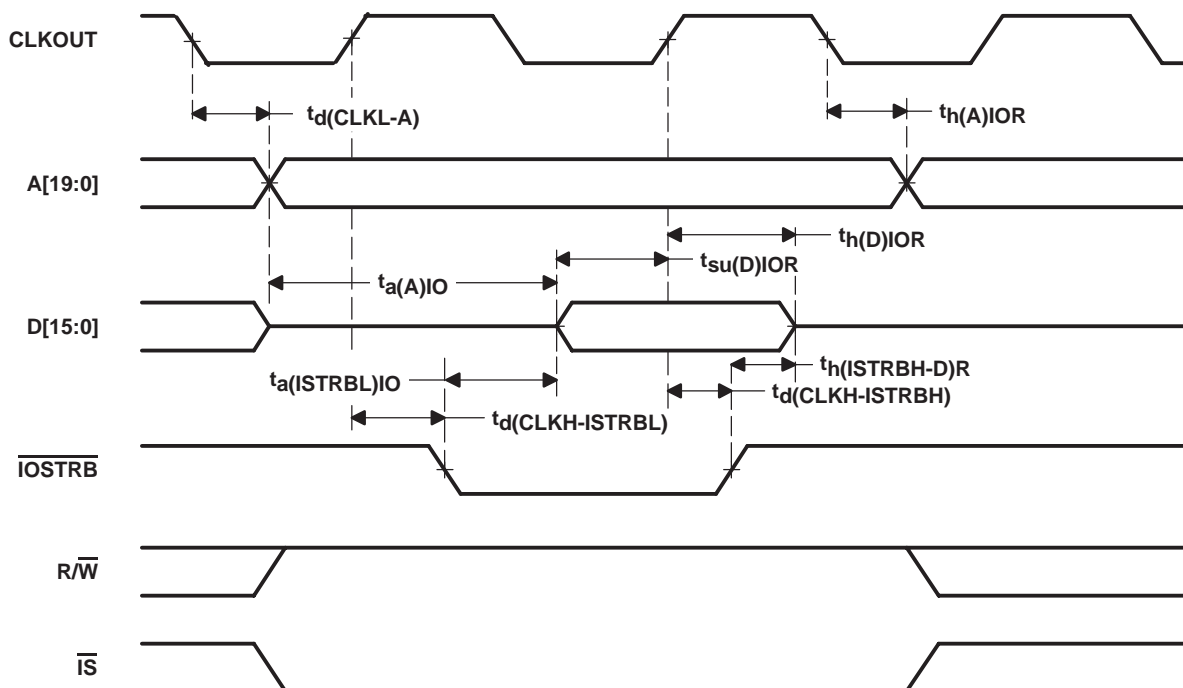 CLKOUT
td(CLKL-A)
th(A)IOR
A[19:0]
th(D)IOR
tsu(D)IOR
ta(A)IO
D[15:0]
th(ISTRBH-D)R
ta(ISTRBL)IO
td(CLKH-ISTRBH)
td(CLKH-ISTRBL)
IOSTRB
R/W
IS